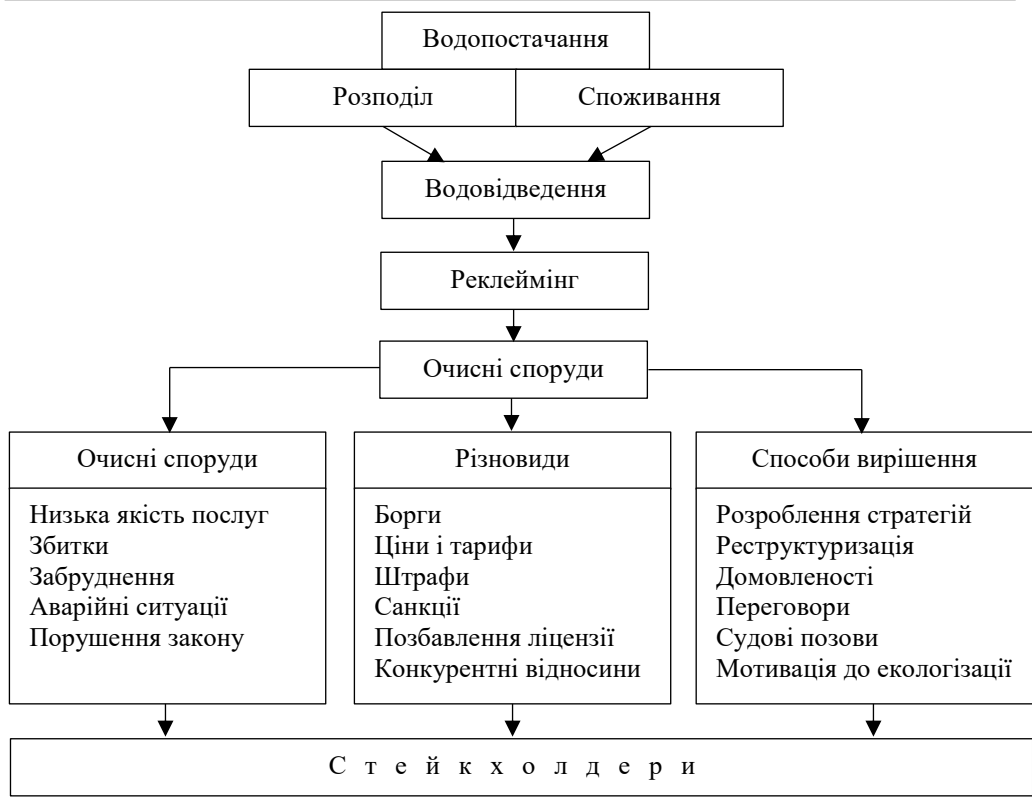 Водопостачання
Розподіл
Споживання
Водовідведення
Реклеймінг
Очисні споруди
Очисні споруди
Низька якість послуг
Збитки
Забруднення
Аварійні ситуації
Порушення закону
Різновиди
Борги
Ціни і тарифи
Штрафи
Санкції
Позбавлення ліцензії
Конкурентні відносини
Способи вирішення
Розроблення стратегій
Реструктуризація
Домовленості
Переговори
Судові позови
Мотивація до екологізації
С т е й к х о л д е р и